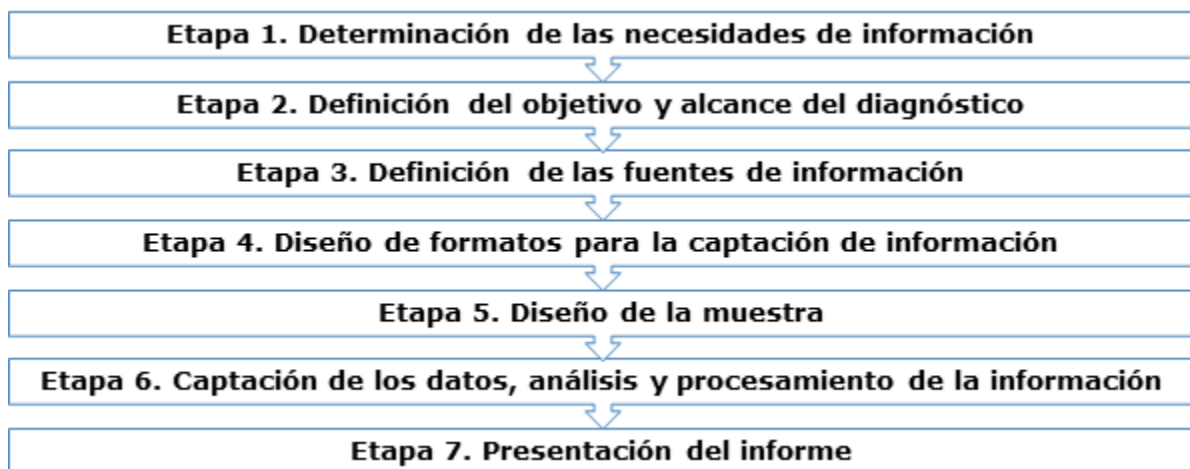 Etapa 1. Determinación de las necesidades de información
Etapa 2. Definición del objetivo y alcance del diagnóstico
Etapa 3. Definición de las fuentes de información
Etapa 4. Diseño de formatos para la captación de información
Etapa 5. Diseño de la muestra
Etapa 6. Captación de los datos, análisis y procesamiento de la información
Etapa 7. Presentación del informe